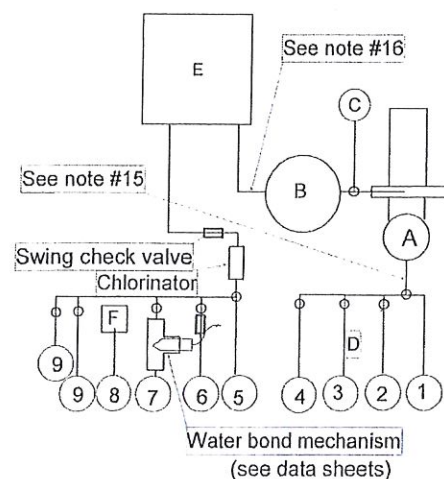 E
See note #16
C
B
See note #15
A
Swing check valve
Chlorinator
F
D
9
9
8
7
6
5
4
3
2
1
Water bond mechanism
(see data sheets)